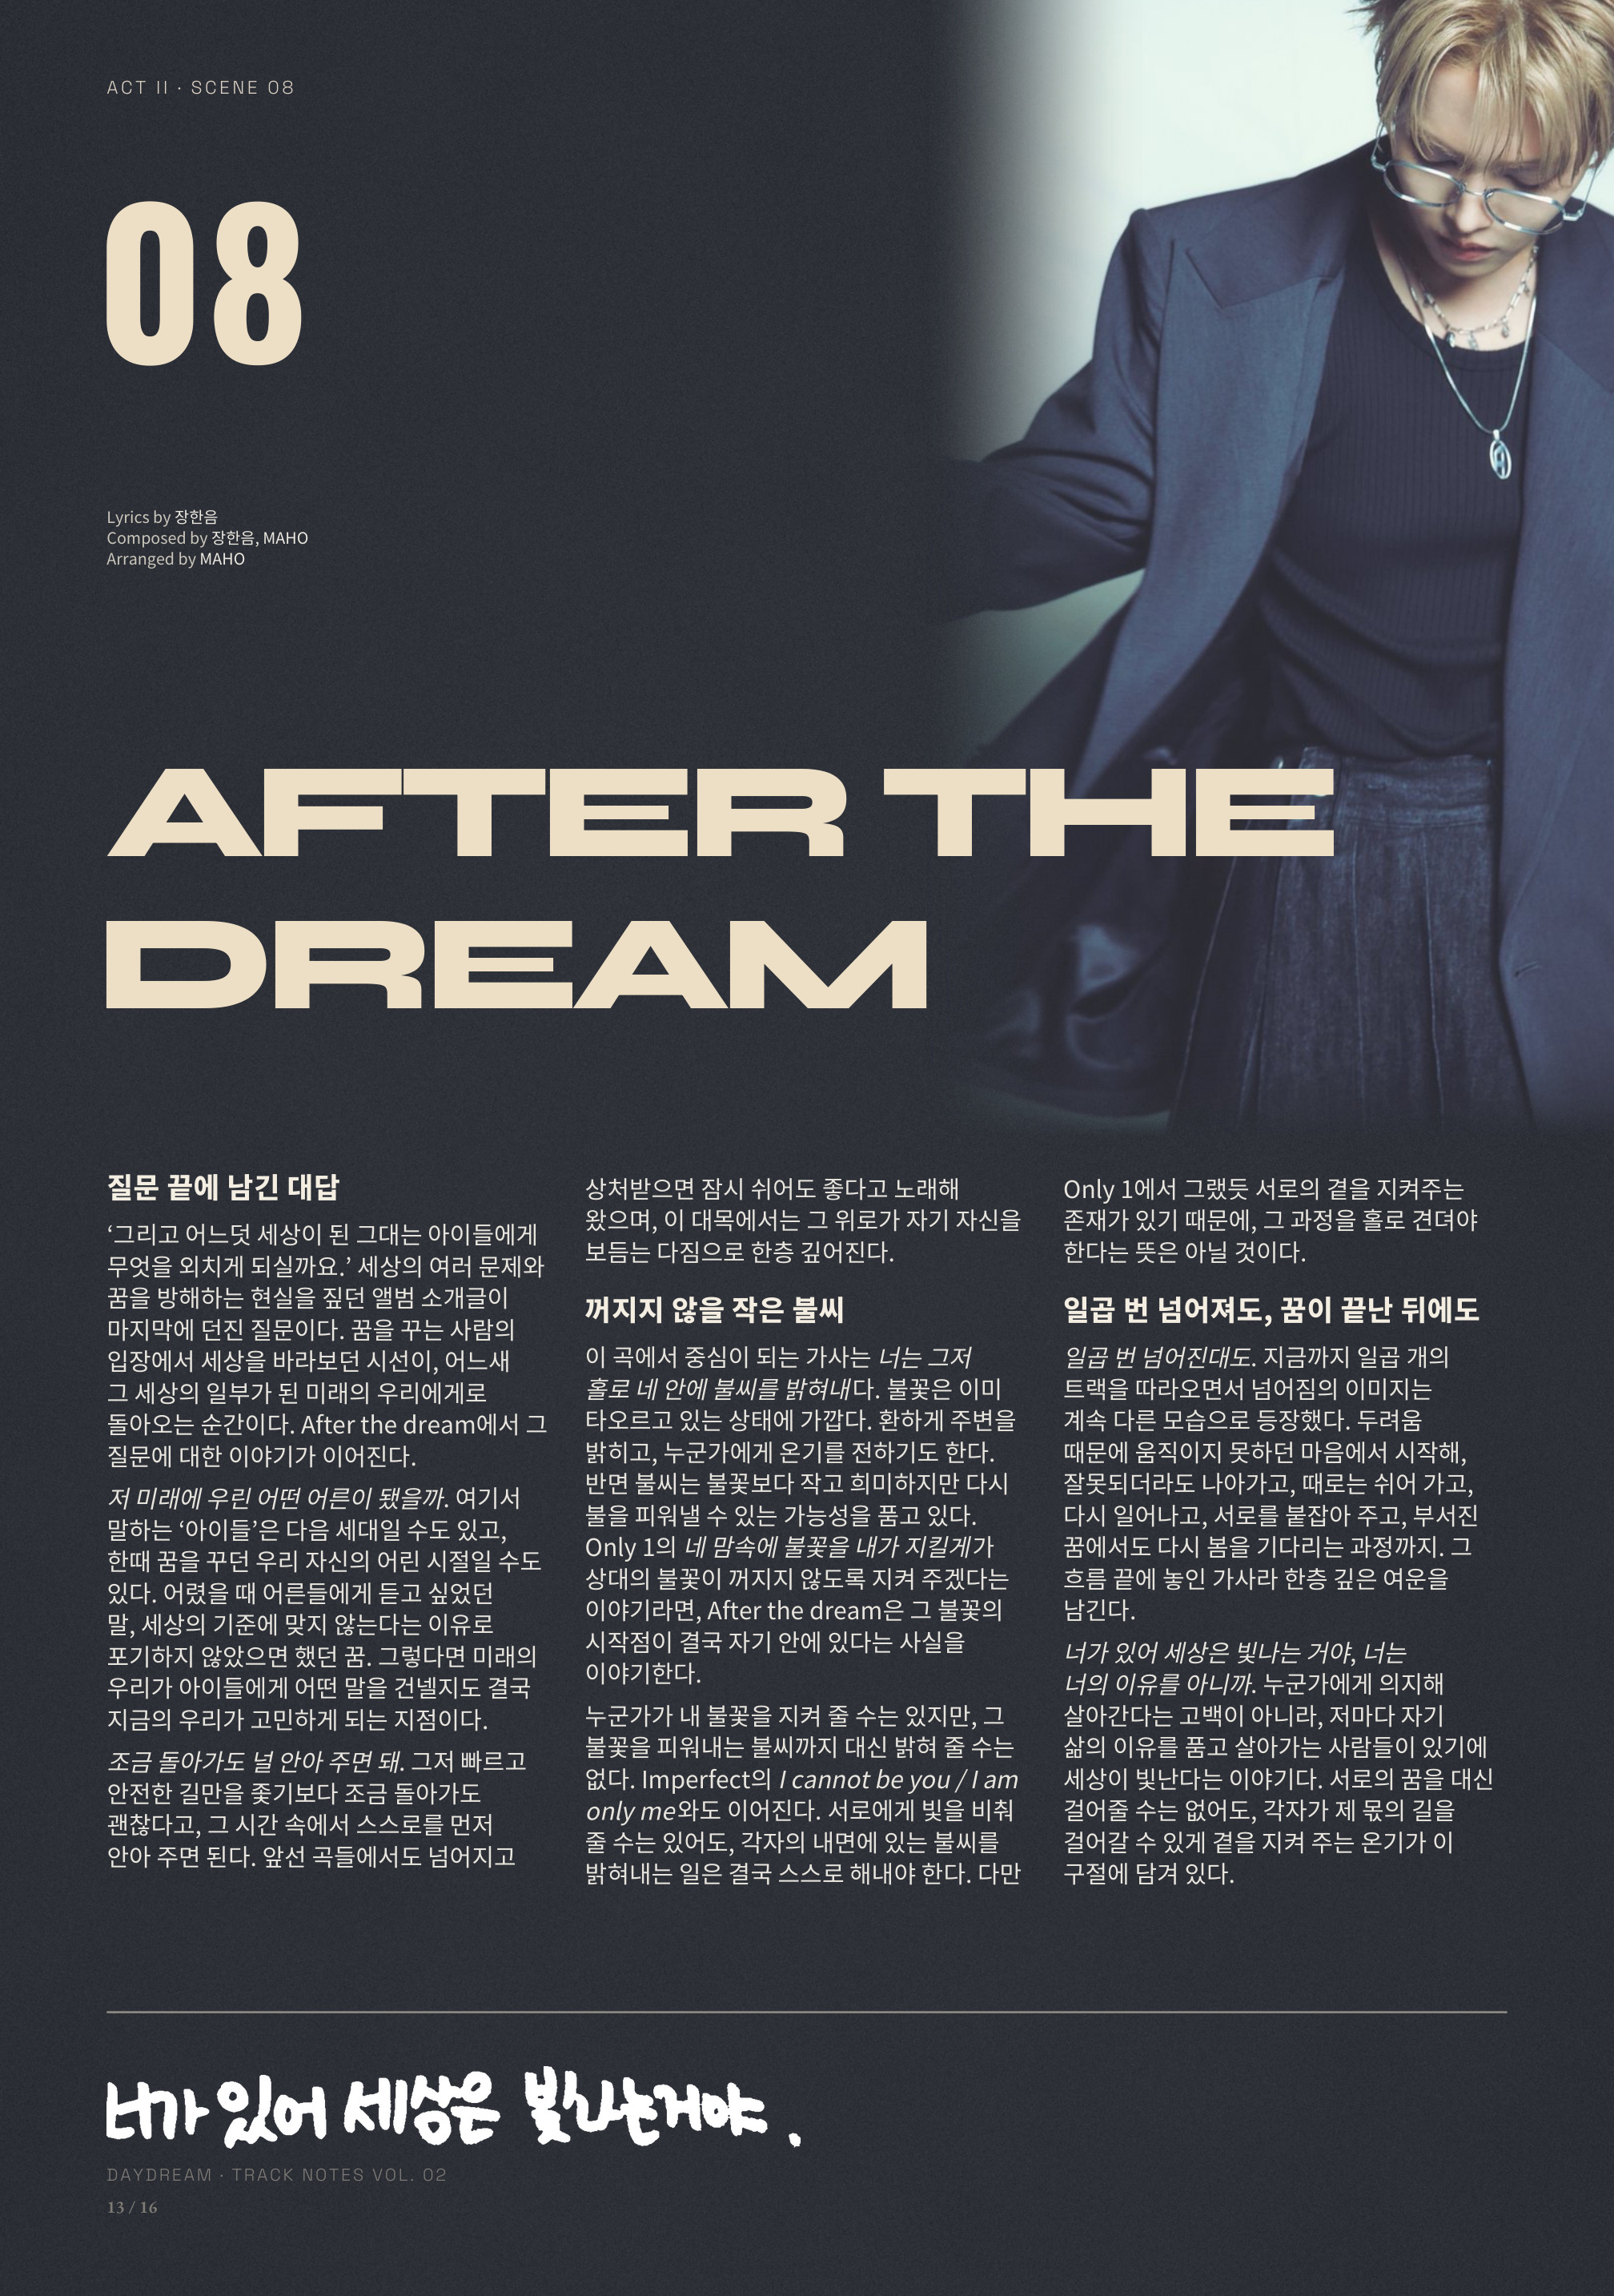 ACT II · SCENE 08
08
Lyrics by 장한음
Composed by 장한음, MAHO
Arranged by MAHO
AFTER THE
DREAM
질문 끝에 남긴 대답
‘그리고 어느덧 세상이 된 그대는 아이들에게
무엇을 외치게 되실까요.’ 세상의 여러 문제와
꿈을 방해하는 현실을 짚던 앨범 소개글이
마지막에 던진 질문이다. 꿈을 꾸는 사람의
입장에서 세상을 바라보던 시선이, 어느새
그 세상의 일부가 된 미래의 우리에게로
돌아오는 순간이다. After the dream에서 그
질문에 대한 이야기가 이어진다.
저 미래에 우린 어떤 어른이 됐을까. 여기서
말하는 ‘아이들’은 다음 세대일 수도 있고,
한때 꿈을 꾸던 우리 자신의 어린 시절일 수도
있다. 어렸을 때 어른들에게 듣고 싶었던
말, 세상의 기준에 맞지 않는다는 이유로
포기하지 않았으면 했던 꿈. 그렇다면 미래의
우리가 아이들에게 어떤 말을 건넬지도 결국
지금의 우리가 고민하게 되는 지점이다.
조금 돌아가도 널 안아 주면 돼. 그저 빠르고
안전한 길만을 좇기보다 조금 돌아가도
괜찮다고, 그 시간 속에서 스스로를 먼저
안아 주면 된다. 앞선 곡들에서도 넘어지고
상처받으면 잠시 쉬어도 좋다고 노래해
왔으며, 이 대목에서는 그 위로가 자기 자신을
보듬는 다짐으로 한층 깊어진다.
꺼지지 않을 작은 불씨
이 곡에서 중심이 되는 가사는 너는 그저
홀로 네 안에 불씨를 밝혀내다. 불꽃은 이미
타오르고 있는 상태에 가깝다. 환하게 주변을
밝히고, 누군가에게 온기를 전하기도 한다.
반면 불씨는 불꽃보다 작고 희미하지만 다시
불을 피워낼 수 있는 가능성을 품고 있다.
Only 1의 네 맘속에 불꽃을 내가 지킬게가
상대의 불꽃이 꺼지지 않도록 지켜 주겠다는
이야기라면, After the dream은 그 불꽃의
시작점이 결국 자기 안에 있다는 사실을
이야기한다.
누군가가 내 불꽃을 지켜 줄 수는 있지만, 그
불꽃을 피워내는 불씨까지 대신 밝혀 줄 수는
없다. Imperfect의 I cannot be you / I am
only me와도 이어진다. 서로에게 빛을 비춰
줄 수는 있어도, 각자의 내면에 있는 불씨를
밝혀내는 일은 결국 스스로 해내야 한다. 다만
Only 1에서 그랬듯 서로의 곁을 지켜주는
존재가 있기 때문에, 그 과정을 홀로 견뎌야
한다는 뜻은 아닐 것이다.
일곱 번 넘어져도, 꿈이 끝난 뒤에도
일곱 번 넘어진대도. 지금까지 일곱 개의
트랙을 따라오면서 넘어짐의 이미지는
계속 다른 모습으로 등장했다. 두려움
때문에 움직이지 못하던 마음에서 시작해,
잘못되더라도 나아가고, 때로는 쉬어 가고,
다시 일어나고, 서로를 붙잡아 주고, 부서진
꿈에서도 다시 봄을 기다리는 과정까지. 그
흐름 끝에 놓인 가사라 한층 깊은 여운을
남긴다.
너가 있어 세상은 빛나는 거야, 너는
너의 이유를 아니까. 누군가에게 의지해
살아간다는 고백이 아니라, 저마다 자기
삶의 이유를 품고 살아가는 사람들이 있기에
세상이 빛난다는 이야기다. 서로의 꿈을 대신
걸어줄 수는 없어도, 각자가 제 몫의 길을
걸어갈 수 있게 곁을 지켜 주는 온기가 이
구절에 담겨 있다.
너가 있어 세상은 빛나는거야.
DAYDREAM · TRACK NOTES VOL. 02
13 / 16